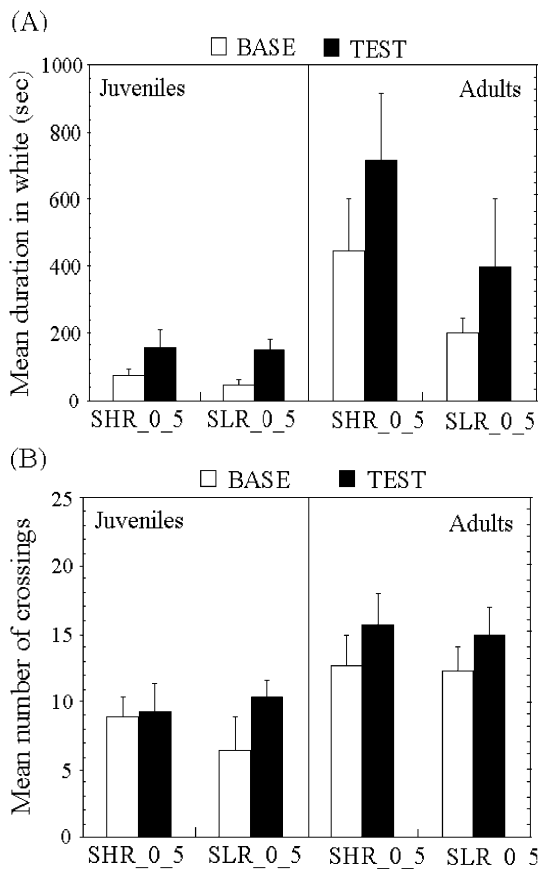 (A)
BASE TEST
Mean duration in white (sec)
1000
800
600
400
200
0
Juveniles Adults
SHR_0_5 SLR_0_5 SHR_0_5 SLR_0_5
(B)
BASE TEST
Mean number of crossings
25
20
15
10
5
0
Juveniles Adults
SHR_0_5 SLR_0_5 SHR_0_5 SLR_0_5